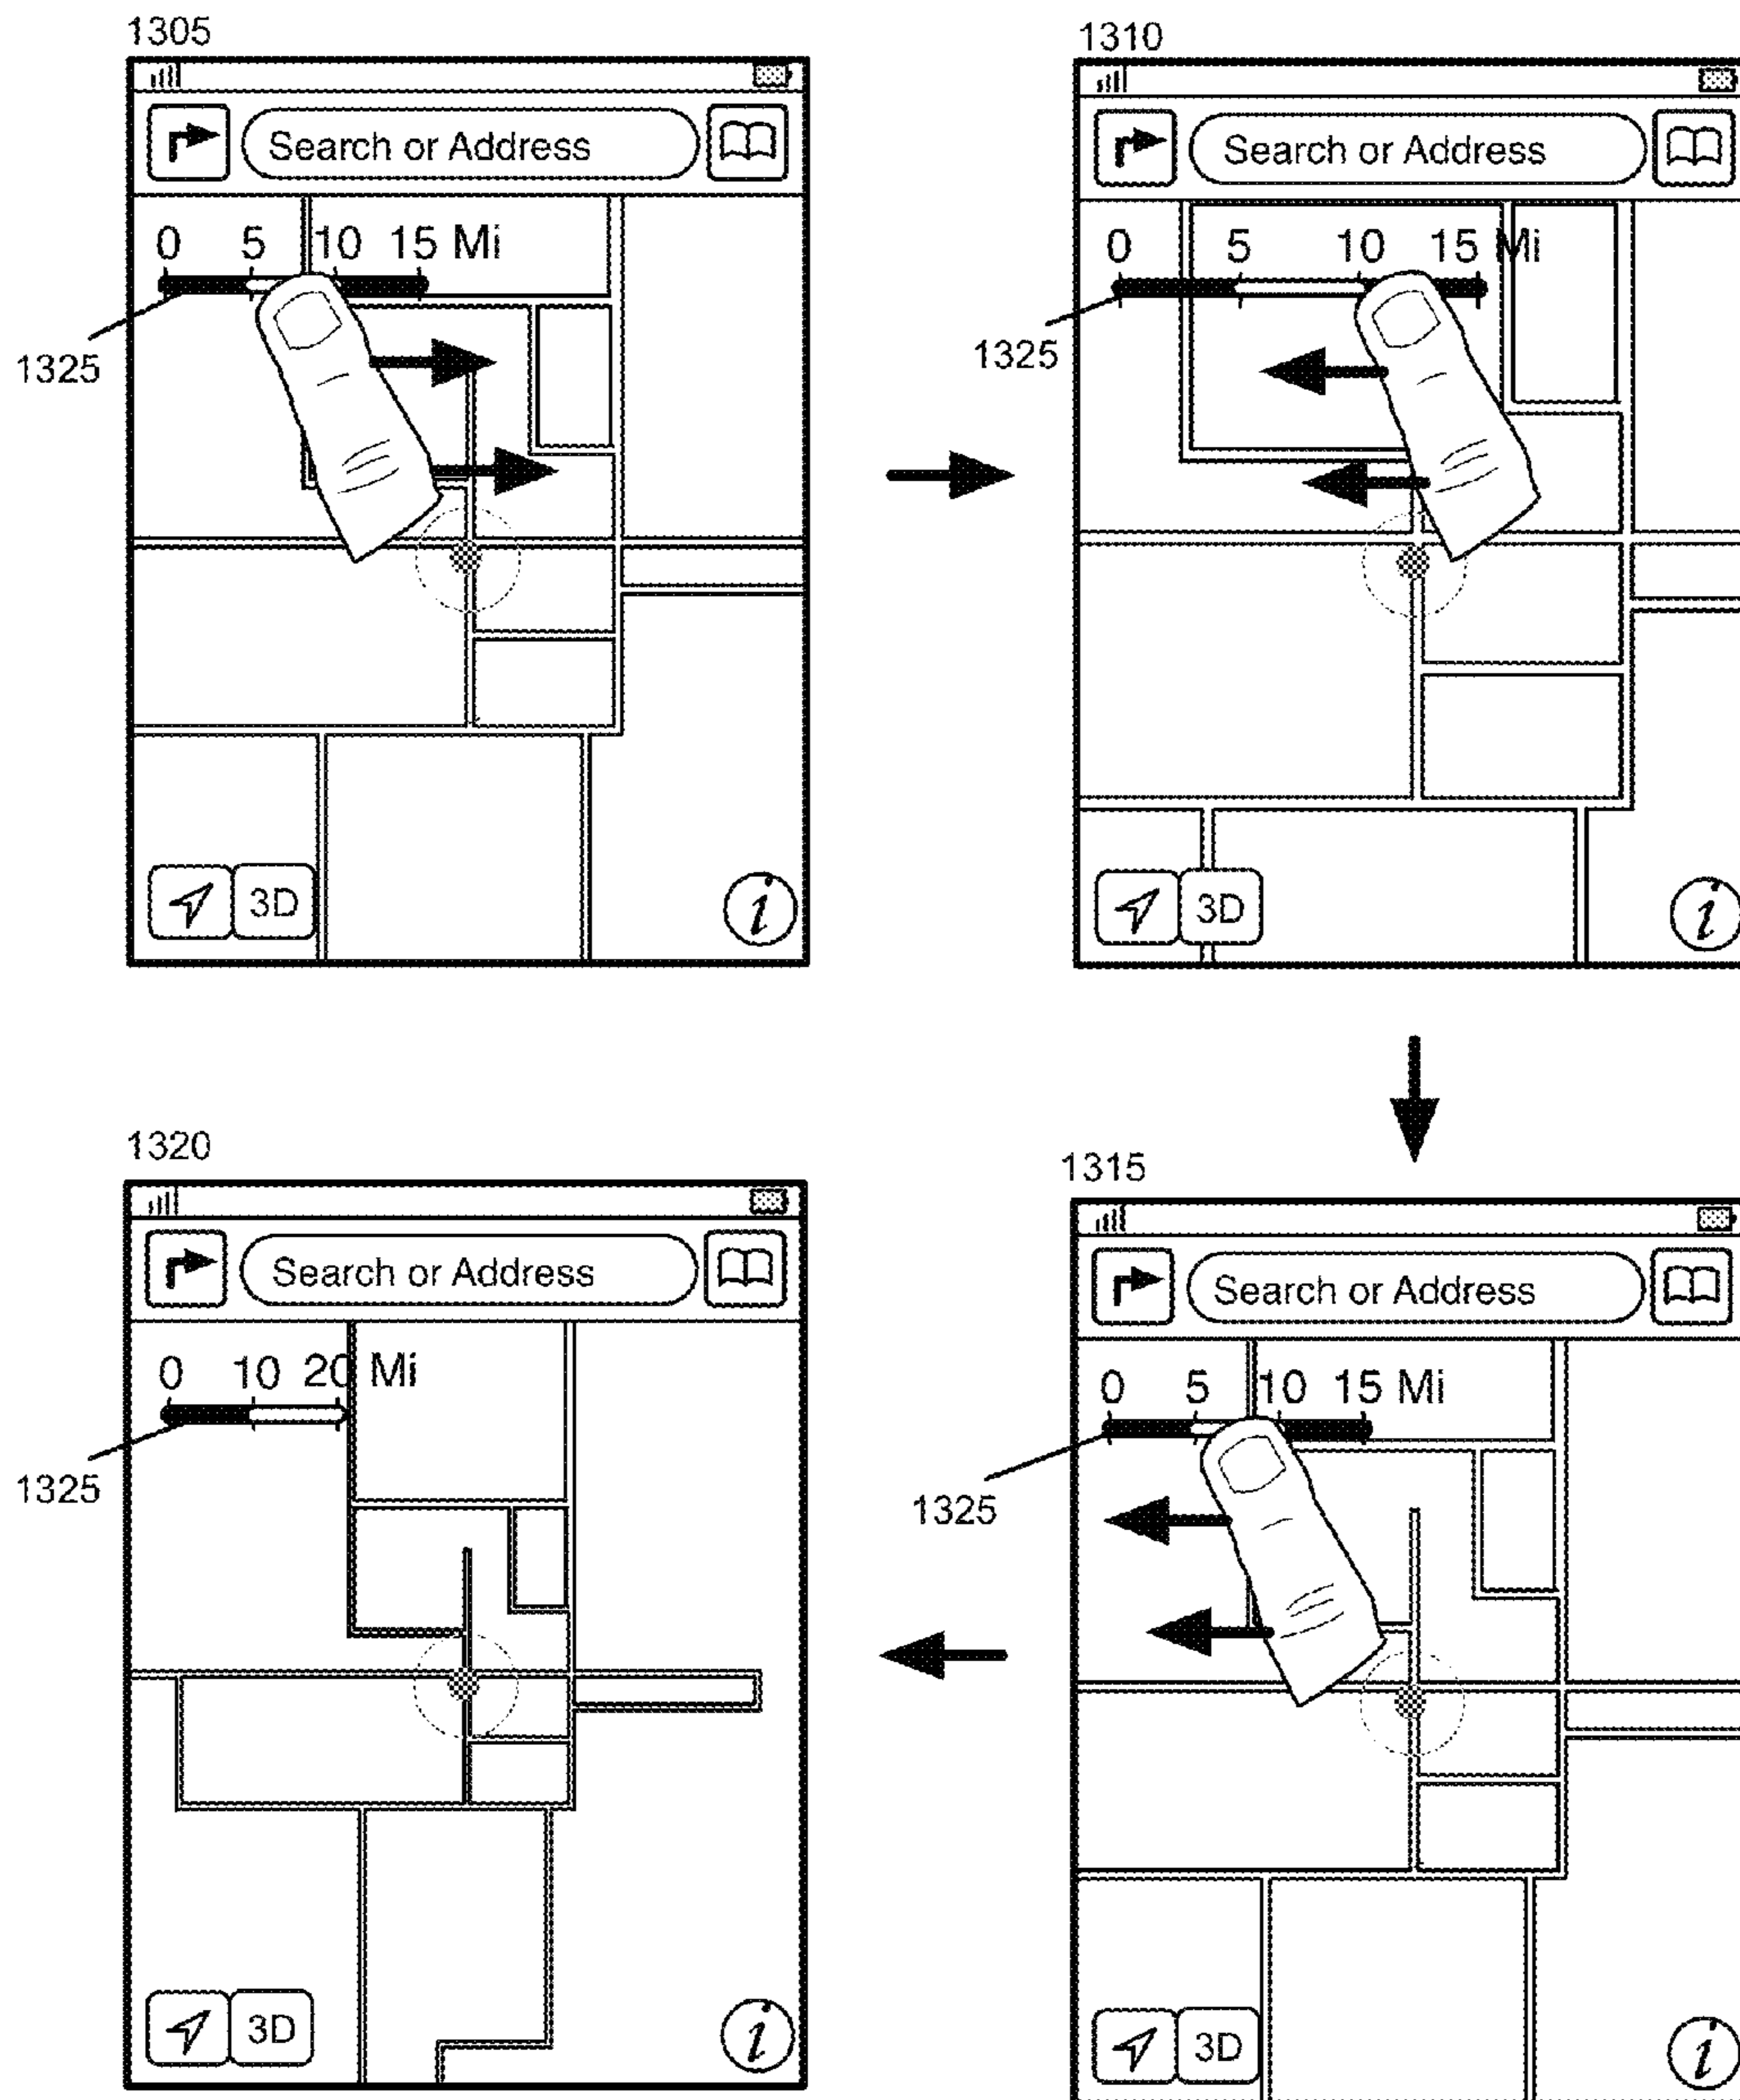 1305
Search or Address
0 5 10 15 Mi
1325
3D
i
1310
Search or Address
0 5 10 15 Mi
1325
3D
i
1315
Search or Address
0 5 10 15 Mi
1325
3D
i
1320
Search or Address
0 10 20 Mi
1325
3D
i